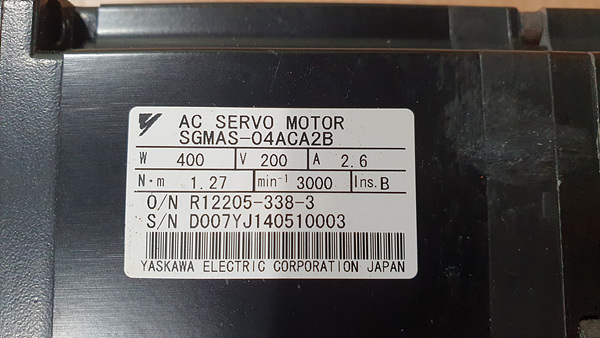 AC SERVO MOTOR
SGMAS-04ACA2B
W 400 V 200 A 2.6
N·m 1.27 min⁻¹ 3000 Ins. B
O/N R12205-338-3
S/N D007YJ140510003
YASKAWA ELECTRIC CORPORATION JAPAN